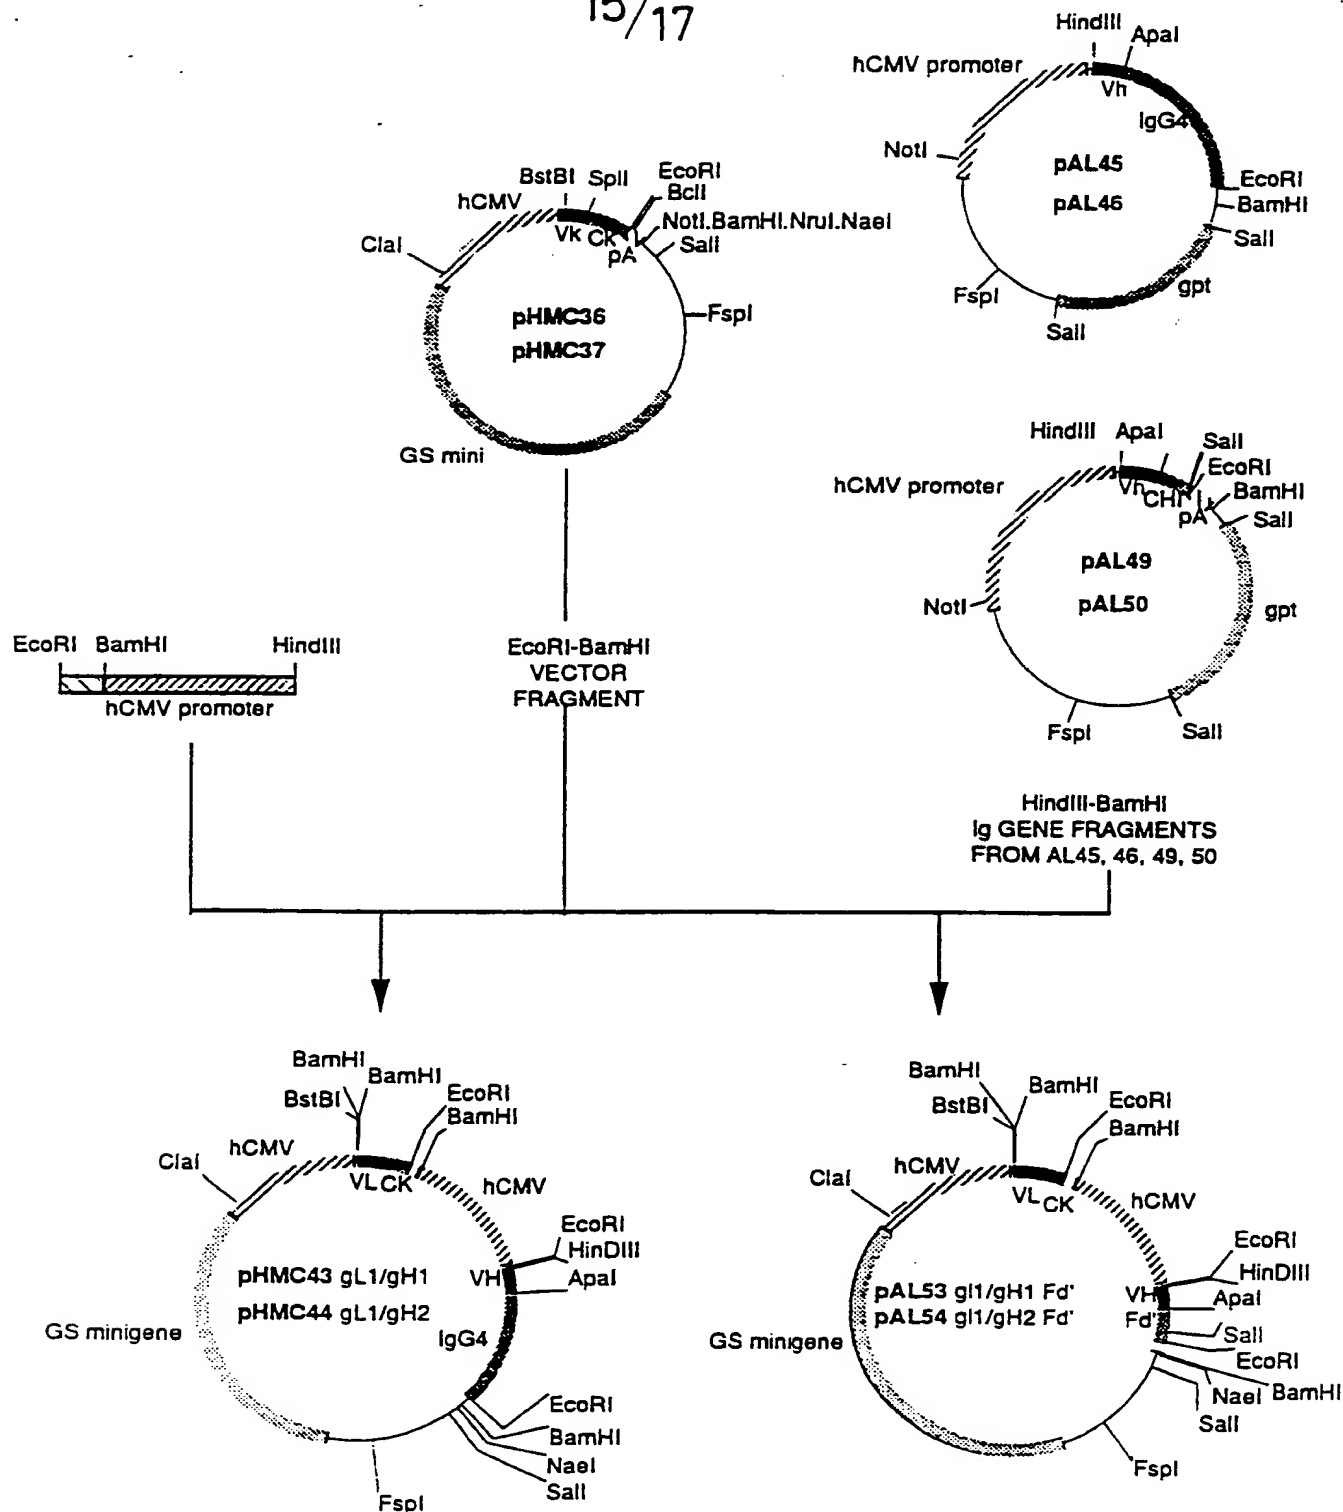 15/17
HindIII
ApaI
hCMV promoter
Vh
IgG4
NotI
pAL45
pAL46
EcoRI
BamHI
SalI
gpt
FspI
SalI
BstBI
SplI
EcoRI
BclI
hCMV
NotI.BamHI.NruI.NaeI
Vk
Ck
pA
SalI
ClaI
pHMC36
pHMC37
FspI
GS mini
HindIII
ApaI
SalI
EcoRI
hCMV promoter
Vh
CHI
BamHI
pA
SalI
pAL49
pAL50
NotI
gpt
FspI
SalI
EcoRI
BamHI
HindIII
hCMV promoter
EcoRI-BamHI
VECTOR
FRAGMENT
HindIII-BamHI
Ig GENE FRAGMENTS
FROM AL45, 46, 49, 50
BamHI
BamHI
BstBI
EcoRI
BamHI
hCMV
ClaI
VL
CK
hCMV
EcoRI
HinDIII
VH
ApaI
pHMC43 gL1/gH1
pHMC44 gL1/gH2
GS minigene
IgG4
EcoRI
BamHI
NaeI
SalI
FspI
BamHI
BamHI
BstBI
EcoRI
BamHI
hCMV
ClaI
VL
CK
hCMV
EcoRI
HinDIII
VH
ApaI
pAL53 gl1/gH1 Fd'
pAL54 gl1/gH2 Fd'
Fd'
SalI
GS minigene
EcoRI
BamHI
NaeI
SalI
FspI